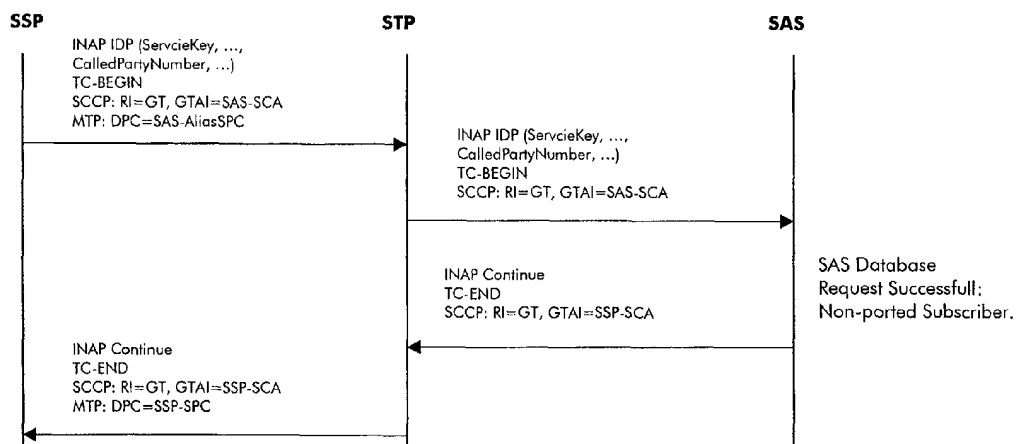 SSP
STP
SAS
INAP IDP (ServcieKey, ...,
CalledPartyNumber, ...)
TC-BEGIN
SCCP: RI=GT, GTAI=SAS-SCA
MTP: DPC=SAS-AliasSPC
INAP IDP (ServcieKey, ...,
CalledPartyNumber, ...)
TC-BEGIN
SCCP: RI=GT, GTAI=SAS-SCA
SAS Database
Request Successfull:
Non-ported Subscriber.
INAP Continue
TC-END
SCCP: RI=GT, GTAI=SSP-SCA
INAP Continue
TC-END
SCCP: RI=GT, GTAI=SSP-SCA
MTP: DPC=SSP-SPC